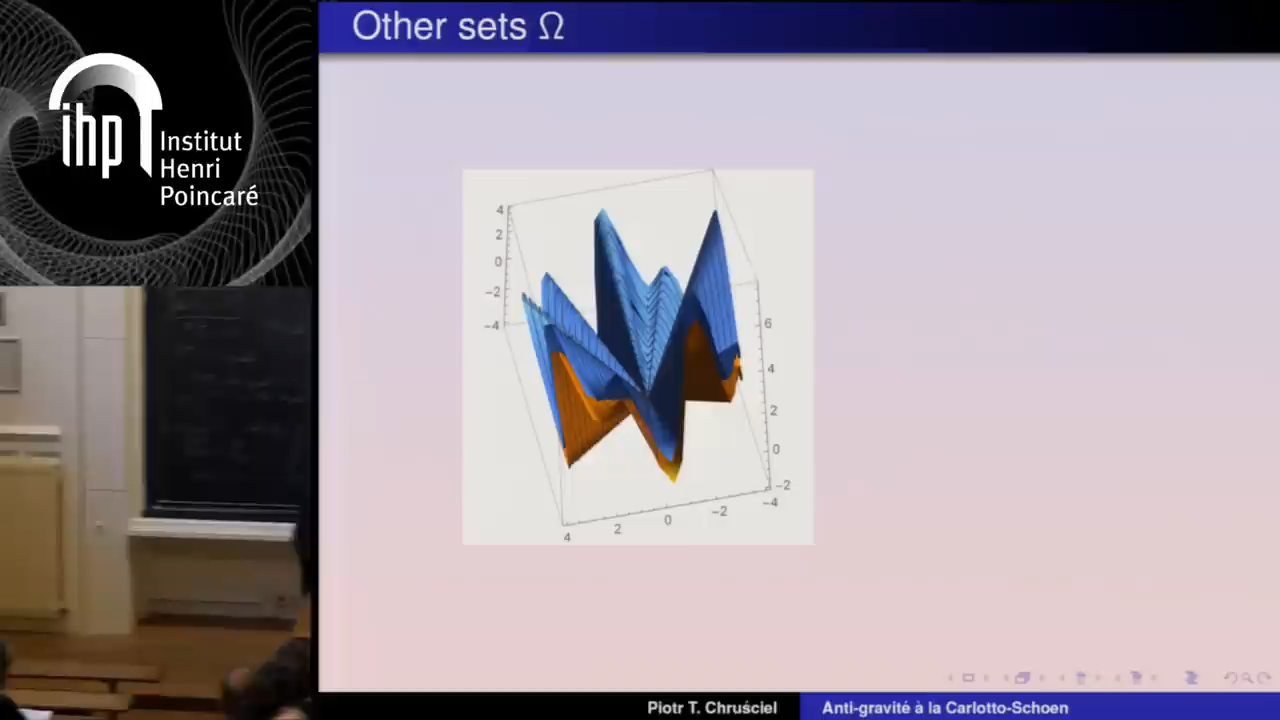 Other sets Ω
ihp
Institut
Henri
Poincaré
4
2
0
−2
−4
6
4
2
0
−2
−4
4
2
0
−2
Piotr T. Chruściel
Anti-gravité à la Carlotto-Schoen